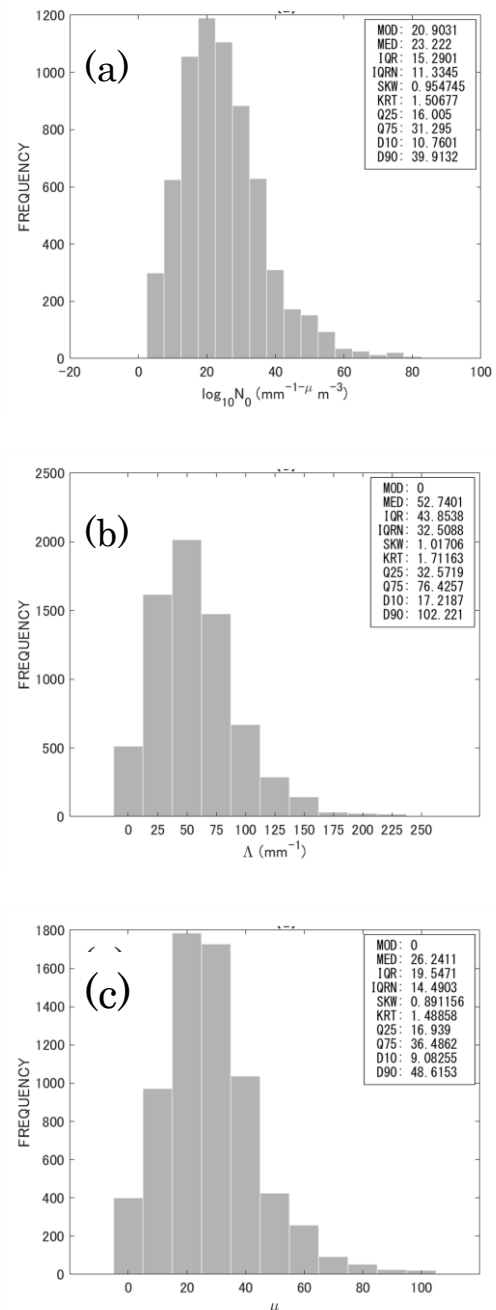 1200
1000
800
600
400
200
0
FREQUENCY
(a)
MOD: 20.9031
MED: 23.222
IQR: 15.2901
IQRN: 11.3345
SKW: 0.954745
KRT: 1.50677
Q25: 16.005
Q75: 31.295
D10: 10.7601
D90: 39.9132
-20 0 20 40 60 80 100
log₁₀N₀ (mm⁻¹⁻μ m⁻³)
2500
2000
1500
1000
500
0
FREQUENCY
(b)
MOD: 0
MED: 52.7401
IQR: 43.8538
IQRN: 32.5088
SKW: 1.01706
KRT: 1.71163
Q25: 32.5719
Q75: 76.4257
D10: 17.2187
D90: 102.221
0 25 50 75 100 125 150 175 200 225 250
Λ (mm⁻¹)
1800
1600
1400
1200
1000
800
600
400
200
0
FREQUENCY
(c)
MOD: 0
MED: 26.2411
IQR: 19.5471
IQRN: 14.4903
SKW: 0.891156
KRT: 1.48858
Q25: 16.939
Q75: 36.4862
D10: 9.08255
D90: 48.6153
0 20 40 60 80 100
μ